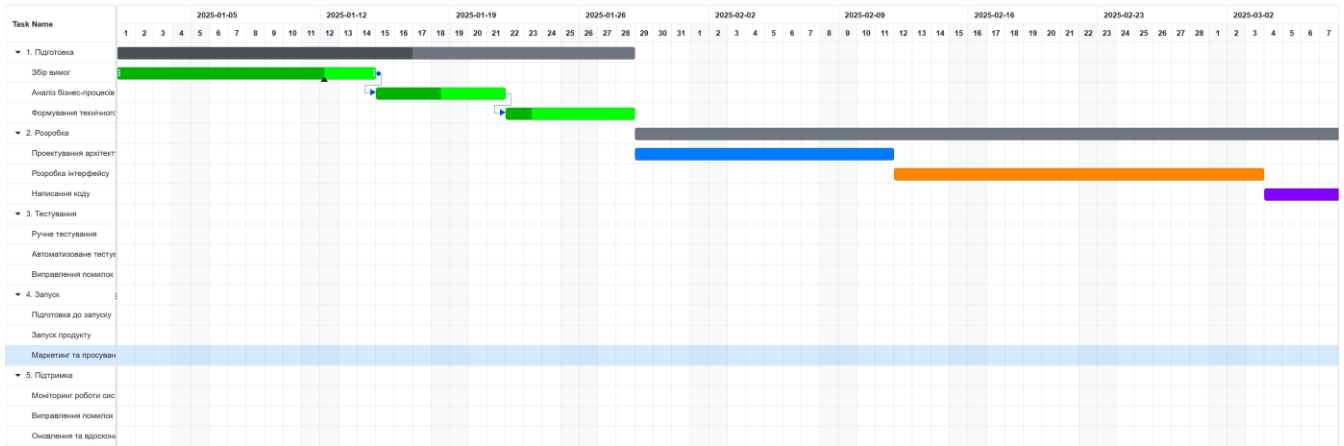 Task Name
2025-01-05 2025-01-12 2025-01-19 2025-01-26 2025-02-02 2025-02-09 2025-02-16 2025-02-23 2025-03-02
1 2 3 4 5 6 7 8 9 10 11 12 13 14 15 16 17 18 19 20 21 22 23 24 25 26 27 28 29 30 31 1 2 3 4 5 6 7 8 9 10 11 12 13 14 15 16 17 18 19 20 21 22 23 24 25 26 27 28 1 2 3 4 5 6 7
1. Підготовка
Збір вимог
Аналіз бізнес-процесів
Формування технічног
2. Розробка
Проектування архітект
Розробка інтерфейсу
Написання коду
3. Тестування
Ручне тестування
Автоматизоване тесту
Виправлення помилок
4. Запуск
Підготовка до запуску
Запуск продукту
Маркетинг та просуван
5. Підтримка
Моніторинг роботи сис
Виправлення помилок
Оновлення та вдоскон